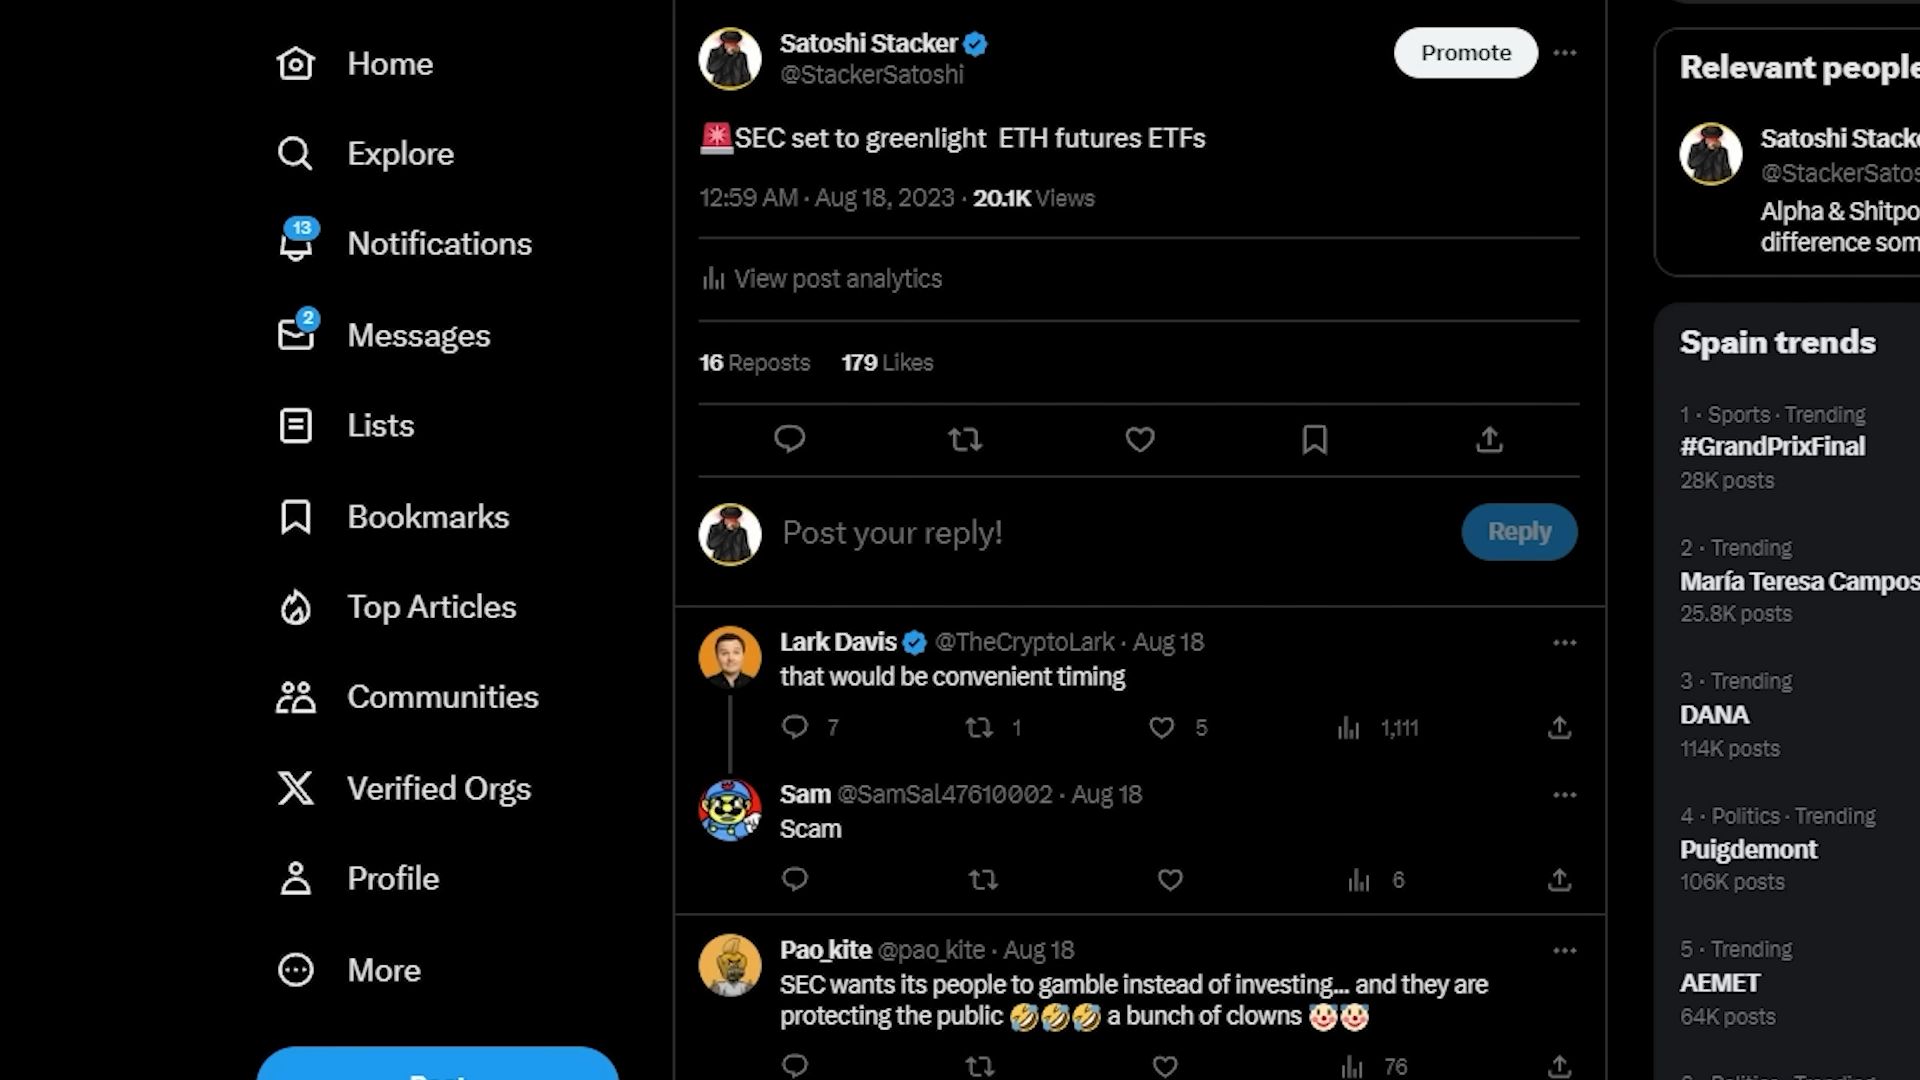 Home
Explore
13
Notifications
2
Messages
Lists
Bookmarks
Top Articles
Communities
Verified Orgs
Profile
More
Satoshi Stacker
@StackerSatoshi
Promote
🚨SEC set to greenlight ETH futures ETFs
12:59 AM · Aug 18, 2023 · 20.1K Views
View post analytics
16 Reposts 179 Likes
Post your reply!
Reply
Lark Davis @TheCryptoLark · Aug 18
that would be convenient timing
7 1 5 1,111
Sam @SamSal47610002 · Aug 18
Scam
6
Pao_kite @pao_kite · Aug 18
SEC wants its people to gamble instead of investing... and they are
protecting the public 🤣🤣🤣 a bunch of clowns 🤡🤡
76
Relevant people
Satoshi Stacke
@StackerSatos
Alpha & Shitpo
difference som
Spain trends
1 · Sports · Trending
#GrandPrixFinal
28K posts
2 · Trending
María Teresa Campos
25.8K posts
3 · Trending
DANA
114K posts
4 · Politics · Trending
Puigdemont
106K posts
5 · Trending
AEMET
64K posts